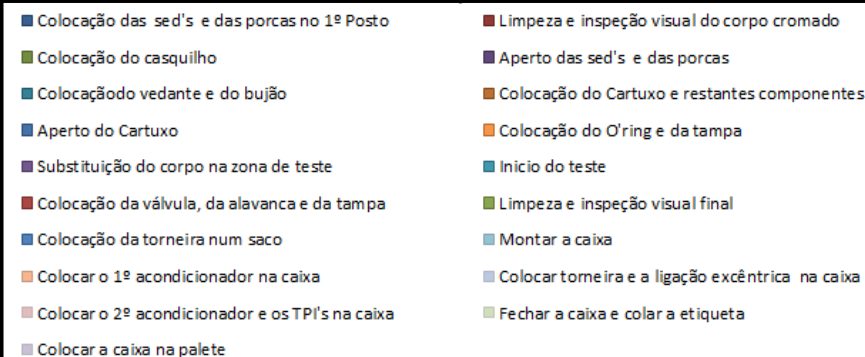 Colocação das sed's e das porcas no 1º Posto
Limpeza e inspeção visual do corpo cromado
Colocação do casquilho
Aperto das sed's e das porcas
Colocaçãodo vedante e do bujão
Colocação do Cartuxo e restantes componentes
Aperto do Cartuxo
Colocação do O'ring e da tampa
Substituição do corpo na zona de teste
Inicio do teste
Colocação da válvula, da alavanca e da tampa
Limpeza e inspeção visual final
Colocação da torneira num saco
Montar a caixa
Colocar o 1º acondicionador na caixa
Colocar torneira e a ligação excêntrica na caixa
Colocar o 2º acondicionador e os TPI's na caixa
Fechar a caixa e colar a etiqueta
Colocar a caixa na palete